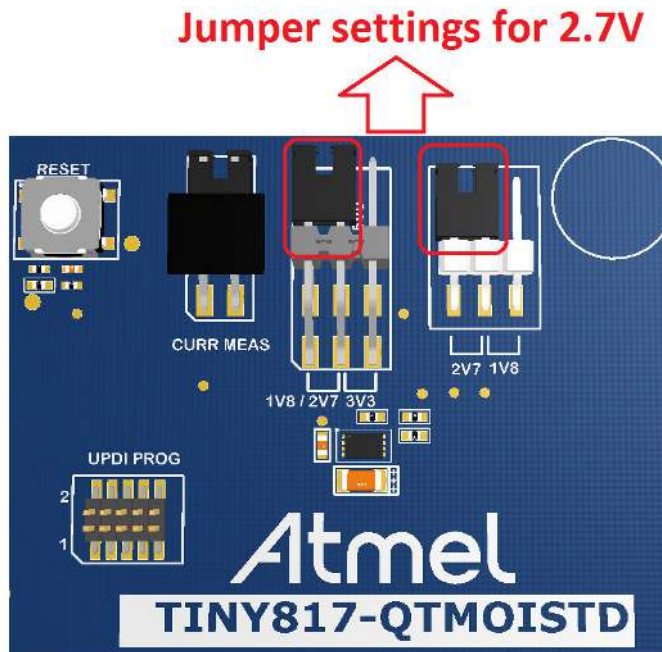 Jumper settings for 2.7V
RESET
CURR MEAS
1V8 / 2V7 3V3
2V7 1V8
UPDI PROG
2
1
Atmel
TINY817-QTMOISTD